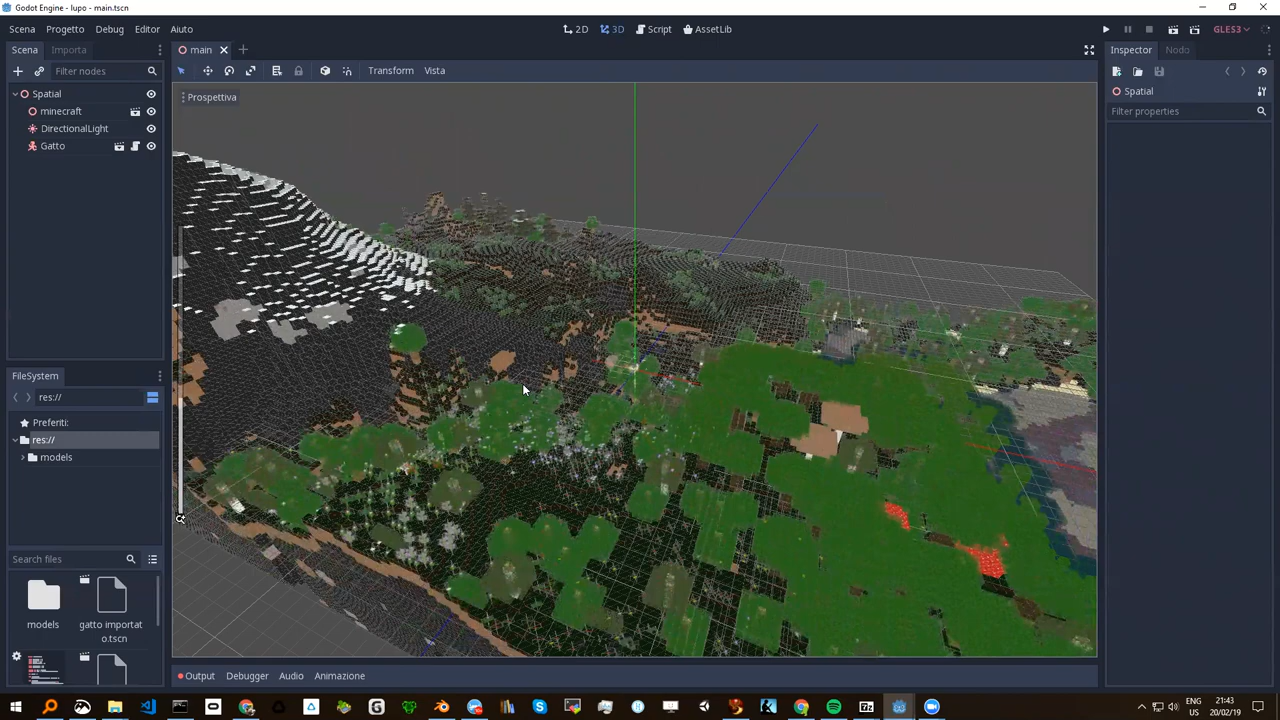 Godot Engine - lupo - main.tscn
Scena Progetto Debug Editor Aiuto
2D 3D Script AssetLib
GLES3
Scena Importa
main
Inspector Nodo
Filter nodes
Transform Vista
Spatial
Spatial
Prospettiva
Filter properties
minecraft
DirectionalLight
Gatto
FileSystem
res://
Preferiti:
res://
models
Search files
models
gatto importat
o.tscn
Output Debugger Audio Animazione
ENG
US
21:43
20/02/19